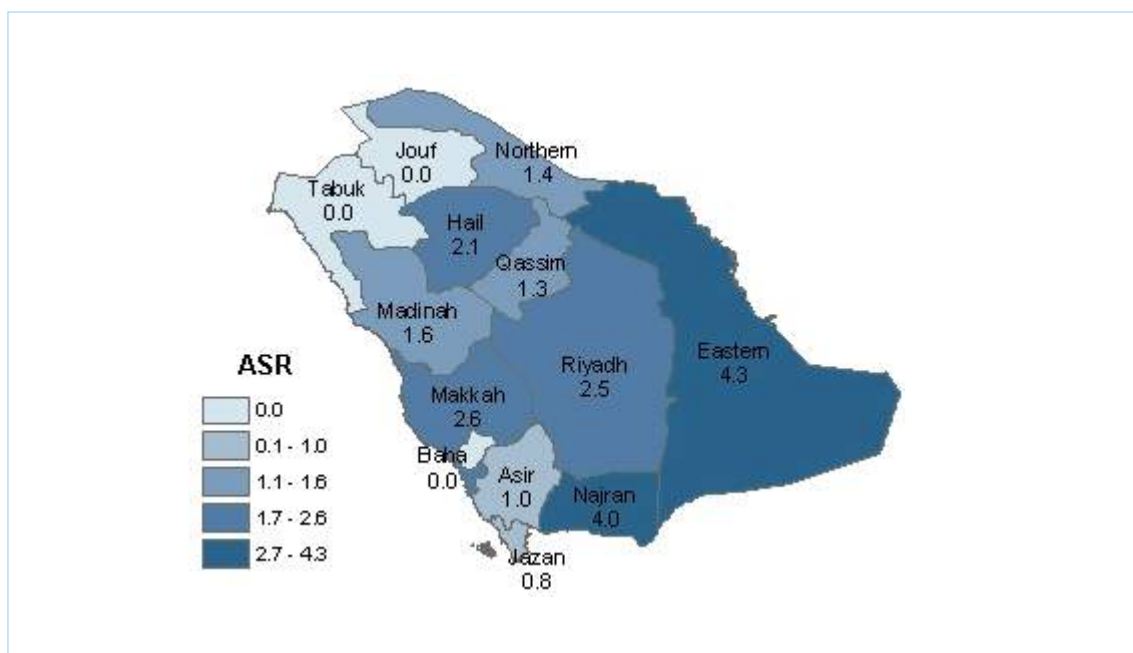 Jouf
0.0
Northern
1.4
Tabuk
0.0
Hail
2.1
Qassim
1.3
Madinah
1.6
Riyadh
2.5
Eastern
4.3
Makkah
2.6
Baha
0.0
Asir
1.0
Najran
4.0
Jazan
0.8
ASR
0.0
0.1 - 1.0
1.1 - 1.6
1.7 - 2.6
2.7 - 4.3